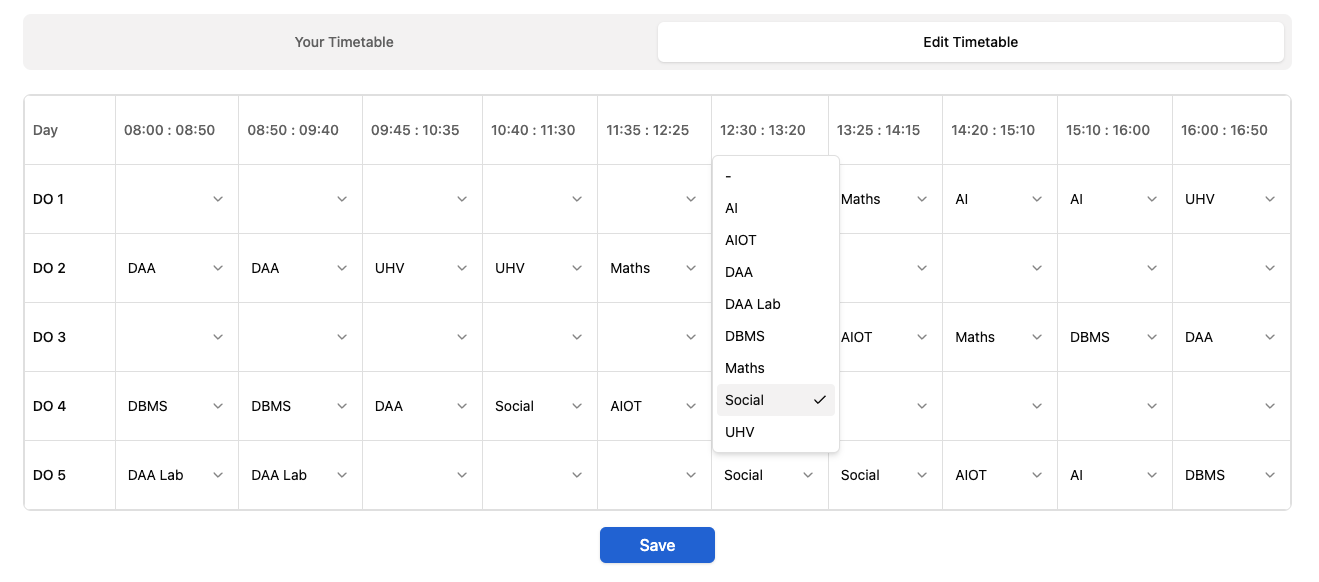 Your Timetable Edit Timetable
Day 08:00 : 08:50 08:50 : 09:40 09:45 : 10:35 10:40 : 11:30 11:35 : 12:25 12:30 : 13:20 13:25 : 14:15 14:20 : 15:10 15:10 : 16:00 16:00 : 16:50
-
DO 1 Maths AI AI UHV
AI
AIOT
DO 2 DAA DAA UHV UHV Maths
DAA
DAA Lab
DO 3 DBMS AIOT Maths DBMS DAA
Maths
DO 4 DBMS DBMS DAA Social AIOT Social
UHV
DO 5 DAA Lab DAA Lab Social Social AIOT AI DBMS
Save